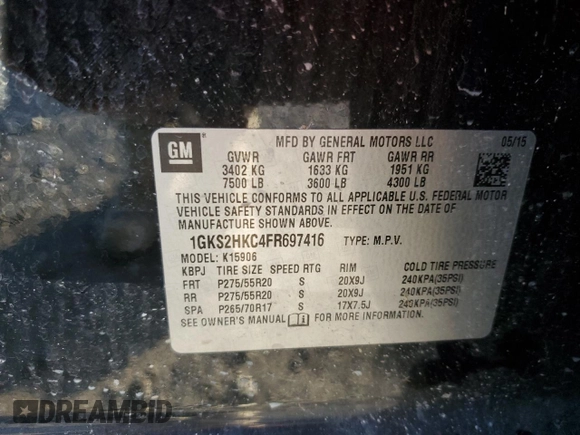 GM
MFD BY GENERAL MOTORS LLC 05/15
GVWR GAWR FRT GAWR RR
3402 KG 1633 KG 1951 KG
7500 LB 3600 LB 4300 LB
THIS VEHICLE CONFORMS TO ALL APPLICABLE U.S. FEDERAL MOTOR
VEHICLE SAFETY STANDARDS IN EFFECT ON THE DATE OF
MANUFACTURE SHOWN ABOVE.
1GKS2HKC4FR697416 TYPE: M.P.V.
MODEL: K15906
KBPJ TIRE SIZE SPEED RTG RIM COLD TIRE PRESSURE
FRT P275/55R20 S 20X9J 240KPA(35PSI)
RR P275/55R20 S 20X9J 240KPA(35PSI)
SPA P265/70R17 S 17X7.5J 240KPA(35PSI)
SEE OWNER'S MANUAL FOR MORE INFORMATION.
DREAMBID